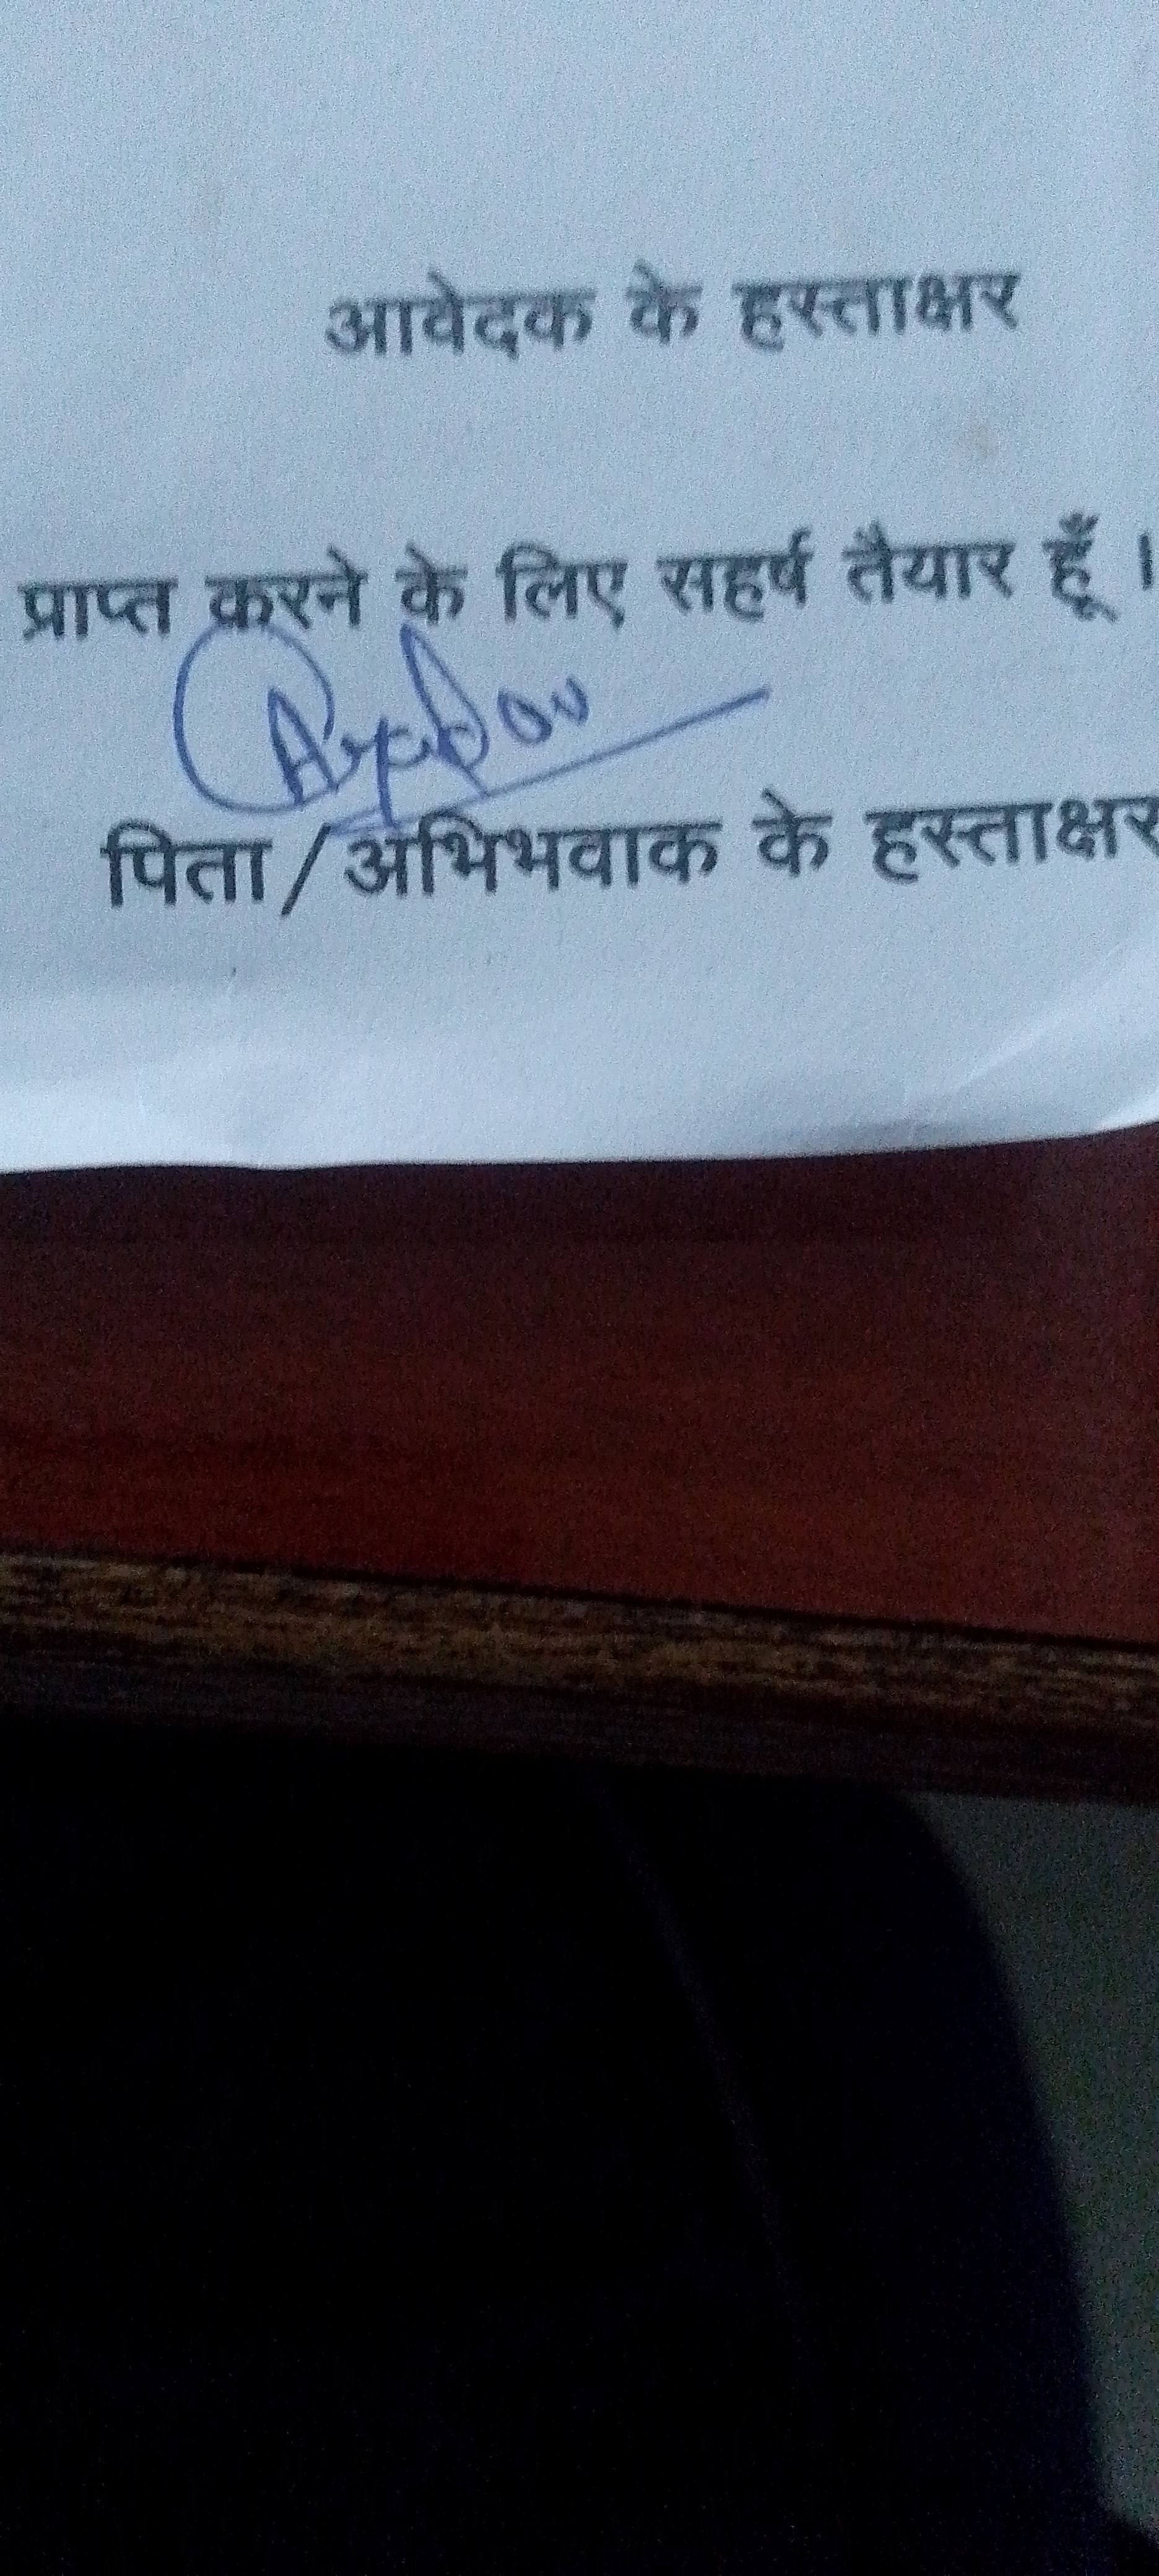 आवेदक के हस्ताक्षर
प्राप्त करने के लिए सहर्ष तैयार हूँ ।
पिता/अभिभवाक के हस्ताक्षर